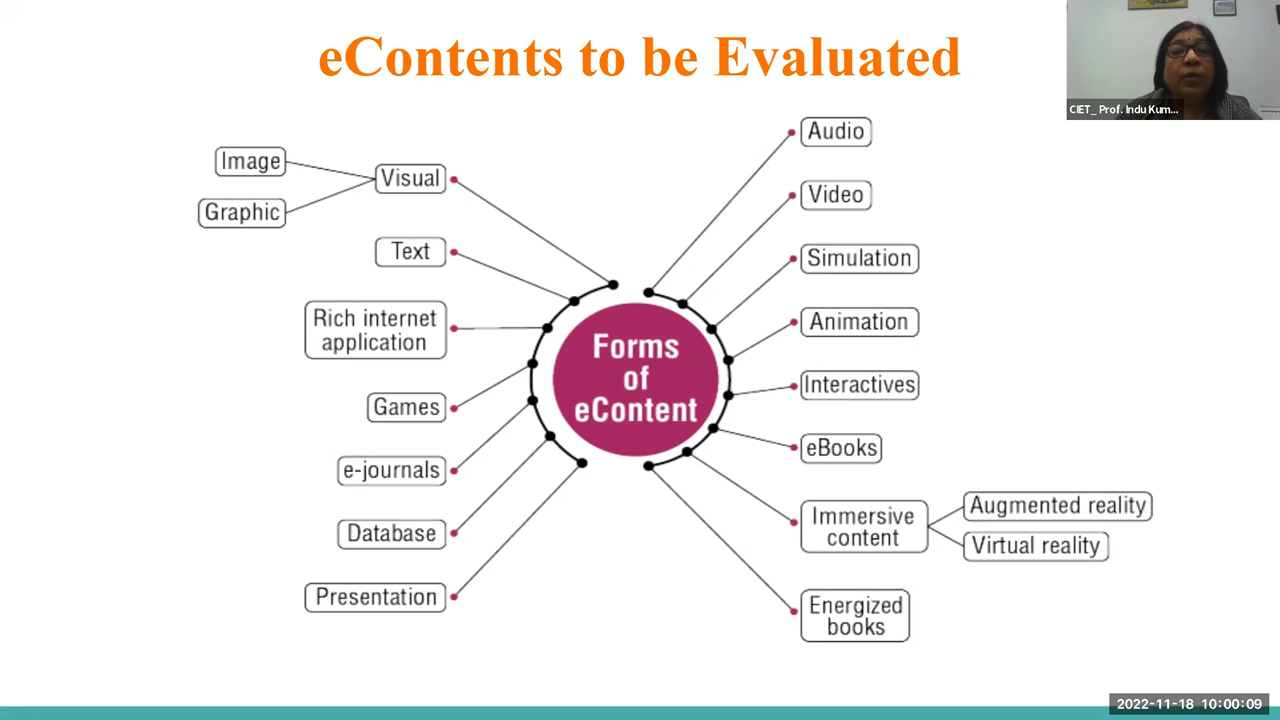 eContents to be Evaluated
CIET_ Prof. Indu Kum...
Image
Graphic
Visual
Text
Rich internet
application
Games
e-journals
Database
Presentation
Forms
of
eContent
Audio
Video
Simulation
Animation
Interactives
eBooks
Immersive
content
Augmented reality
Virtual reality
Energized
books
2022-11-18 10:00:09